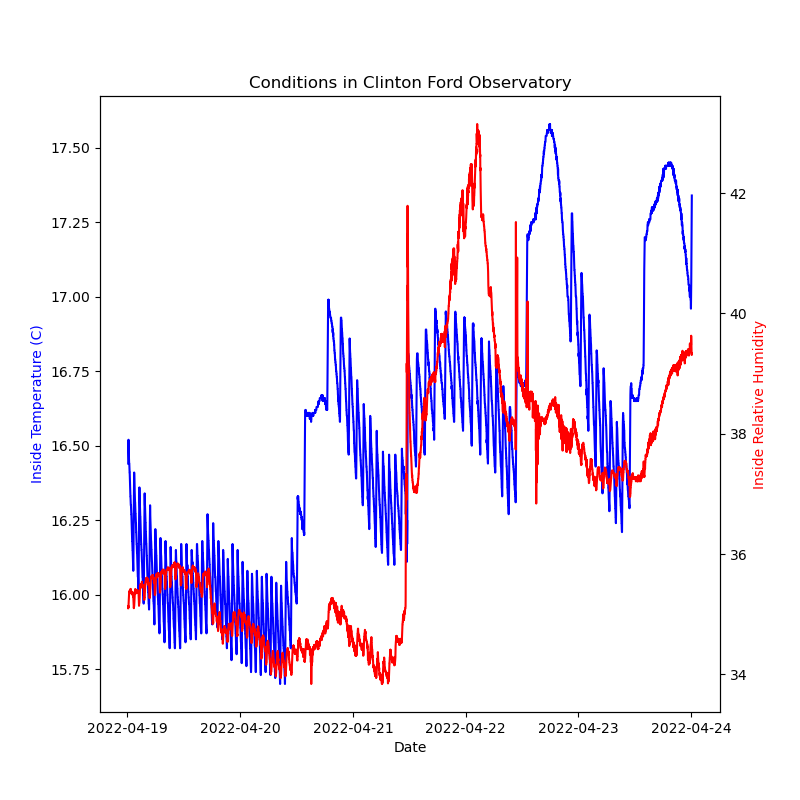 Conditions in Clinton Ford Observatory
17.50
17.25
17.00
16.75
16.50
16.25
16.00
15.75
Inside Temperature (C)
42
40
38
36
34
Inside Relative Humidity
2022-04-19 2022-04-20 2022-04-21 2022-04-22 2022-04-23 2022-04-24
Date